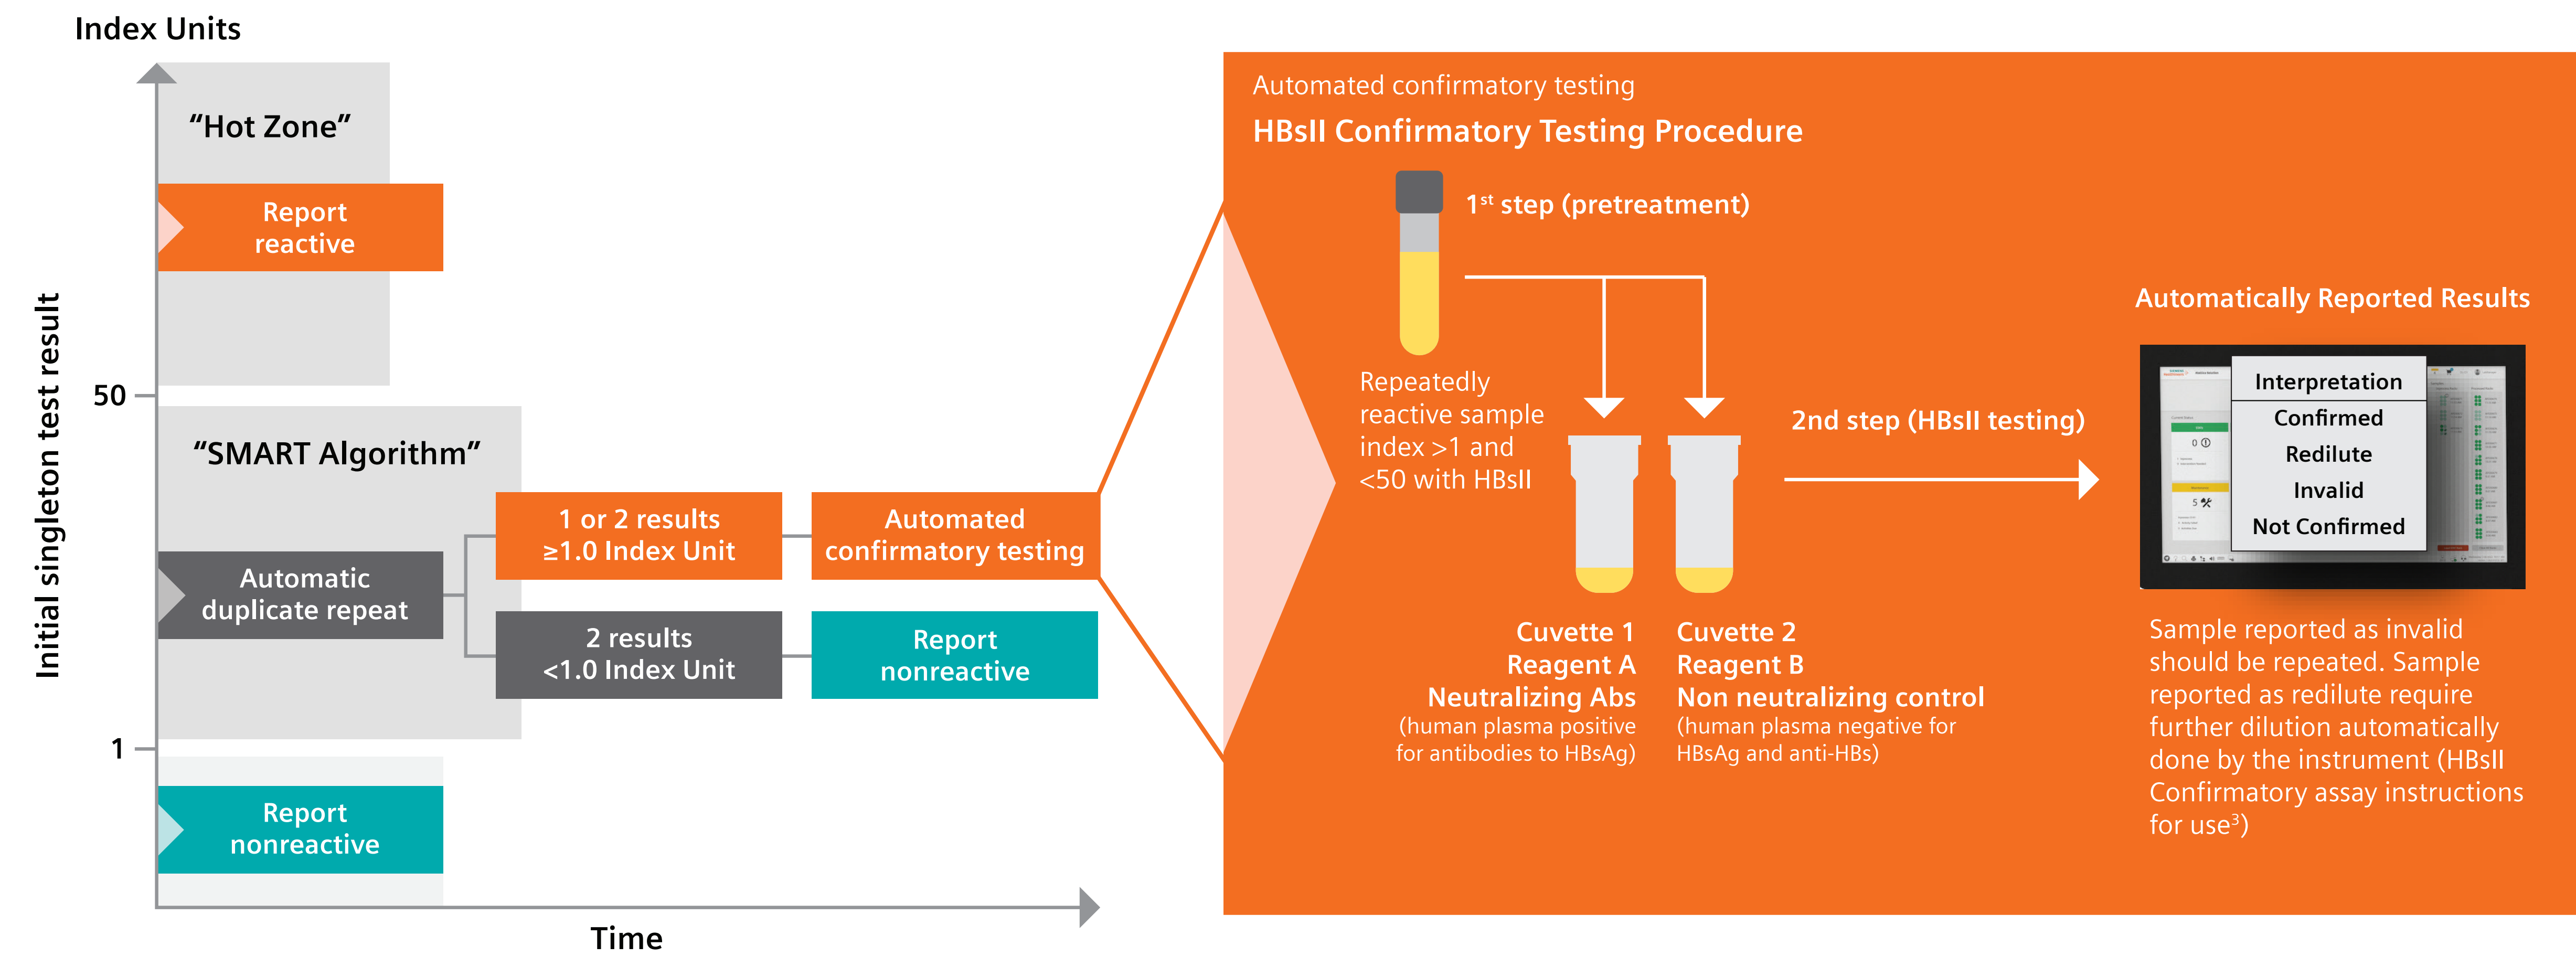 Index Units
Initial singleton test result
“Hot Zone”
Report
reactive
50
“SMART Algorithm”
Automatic
duplicate repeat
1 or 2 results
≥1.0 Index Unit
Automated
confirmatory testing
2 results
<1.0 Index Unit
Report
nonreactive
1
Report
nonreactive
Time
Automated confirmatory testing
HBsII Confirmatory Testing Procedure
1st step (pretreatment)
Repeatedly
reactive sample
index >1 and
<50 with HBsII
Cuvette 1
Reagent A
Neutralizing Abs
(human plasma positive
for antibodies to HBsAg)
Cuvette 2
Reagent B
Non neutralizing control
(human plasma negative for
HBsAg and anti-HBs)
2nd step (HBsII testing)
Automatically Reported Results
0
5
Interpretation
Confirmed
Redilute
Invalid
Not Confirmed
Sample reported as invalid
should be repeated. Sample
reported as redilute require
further dilution automatically
done by the instrument (HBsII
Confirmatory assay instructions
for use3)